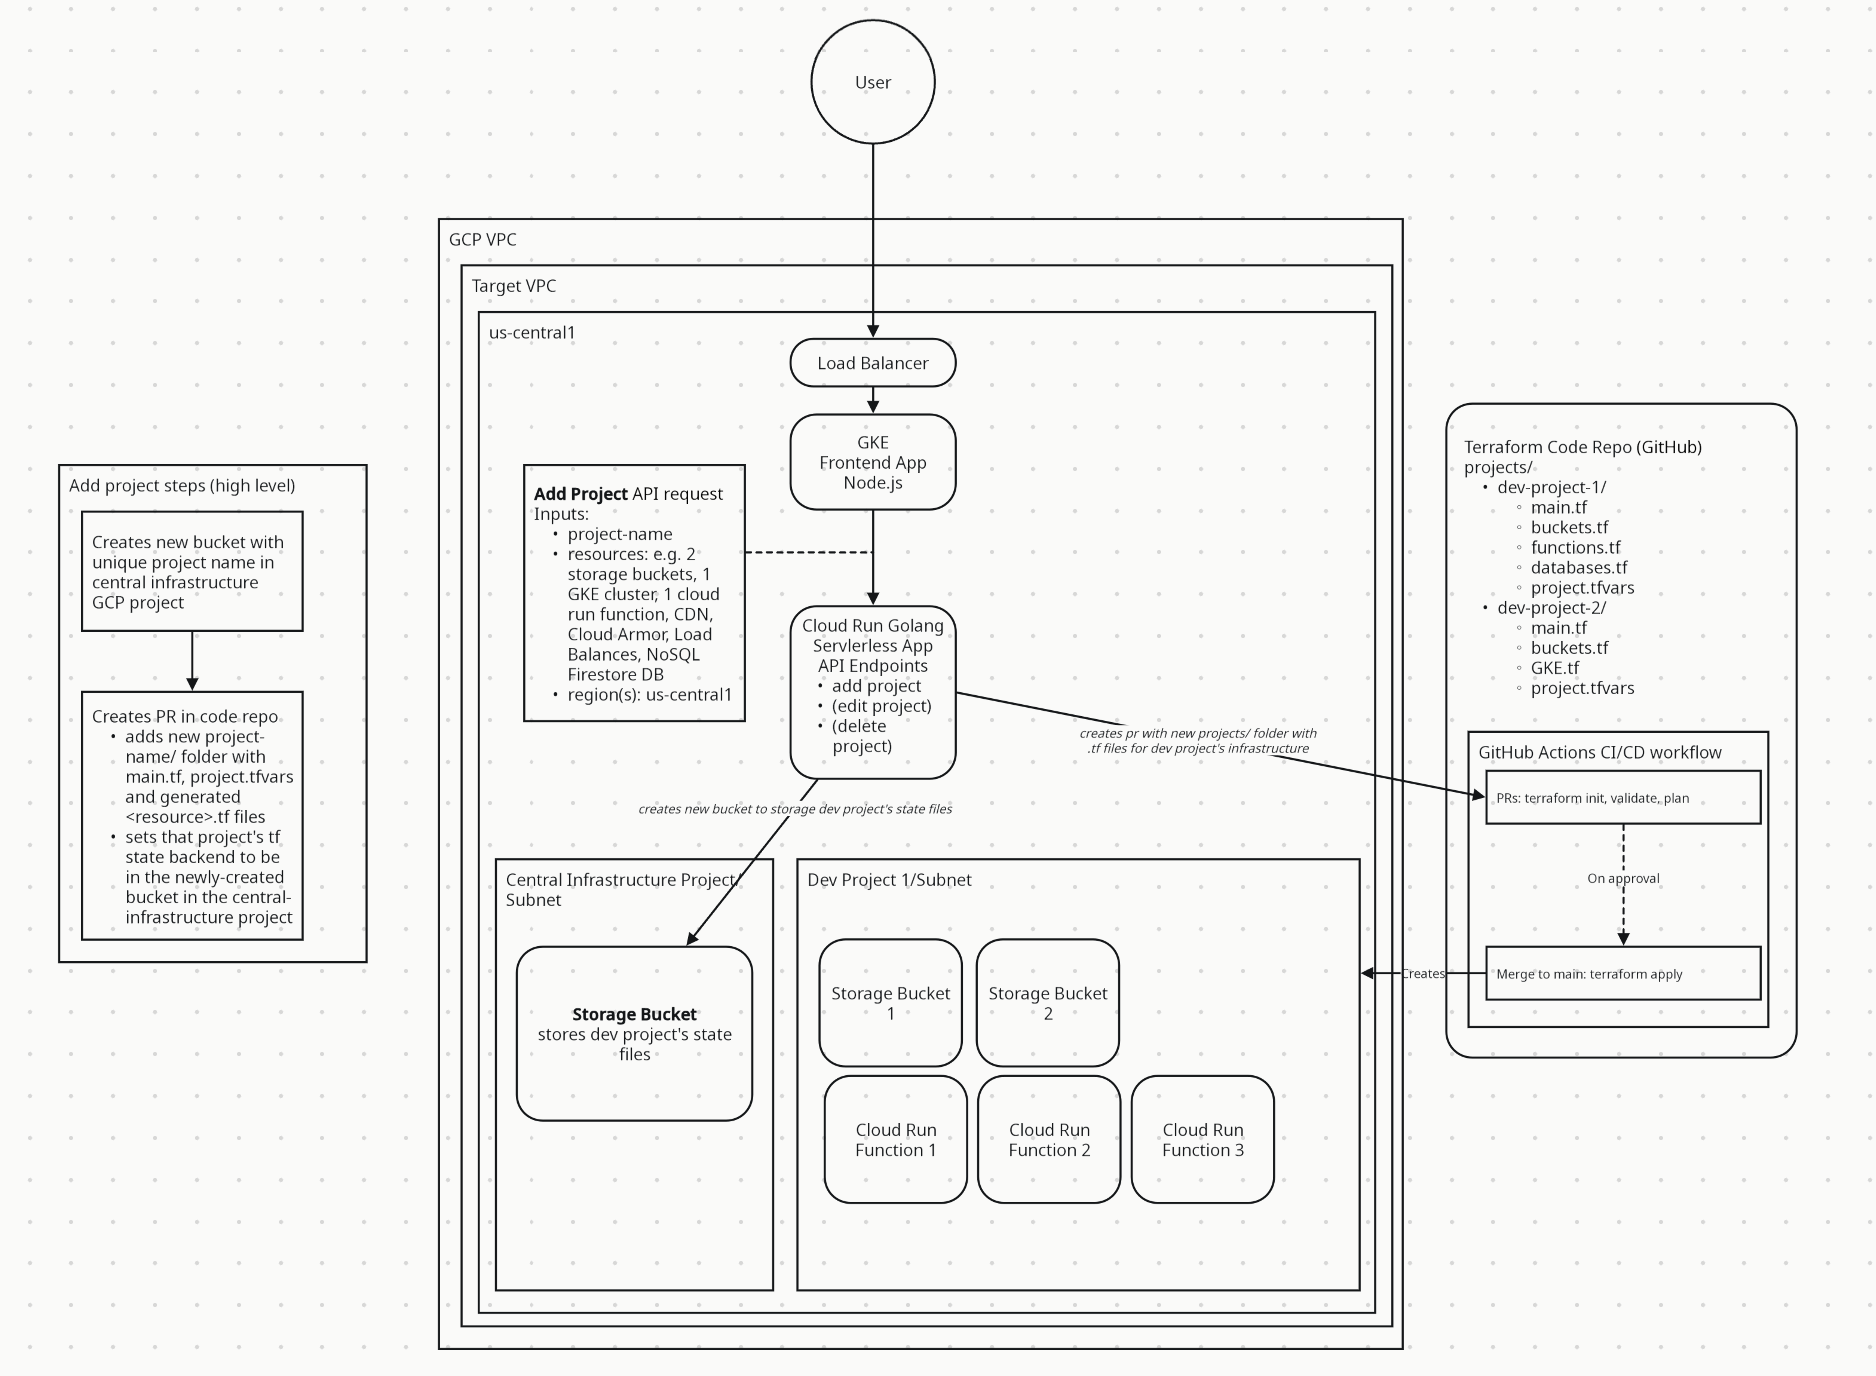 User
GCP VPC
Target VPC
us-central1
Load Balancer
GKE
Frontend App
Node.js
Add Project API request
Inputs:
• project-name
• resources: e.g. 2
storage buckets, 1
GKE cluster, 1 cloud
run function, CDN,
Cloud Armor, Load
Balances, NoSQL
Firestore DB
• region(s): us-central1
Cloud Run Golang
Servlerless App
API Endpoints
• add project
• (edit project)
• (delete
project)
creates new bucket to storage dev project's state files
creates pr with new projects/ folder with
.tf files for dev project's infrastructure
Add project steps (high level)
Creates new bucket with
unique project name in
central infrastructure
GCP project
Creates PR in code repo
• adds new project-
name/ folder with
main.tf, project.tfvars
and generated
<resource>.tf files
• sets that project's tf
state backend to be
in the newly-created
bucket in the central-
infrastructure project
Central Infrastructure Project/
Subnet
Storage Bucket
stores dev project's state
files
Dev Project 1/Subnet
Storage Bucket
1
Storage Bucket
2
Cloud Run
Function 1
Cloud Run
Function 2
Cloud Run
Function 3
Terraform Code Repo (GitHub)
projects/
• dev-project-1/
◦ main.tf
◦ buckets.tf
◦ functions.tf
◦ databases.tf
◦ project.tfvars
• dev-project-2/
◦ main.tf
◦ buckets.tf
◦ GKE.tf
◦ project.tfvars
GitHub Actions CI/CD workflow
PRs: terraform init, validate, plan
On approval
Merge to main: terraform apply
Creates